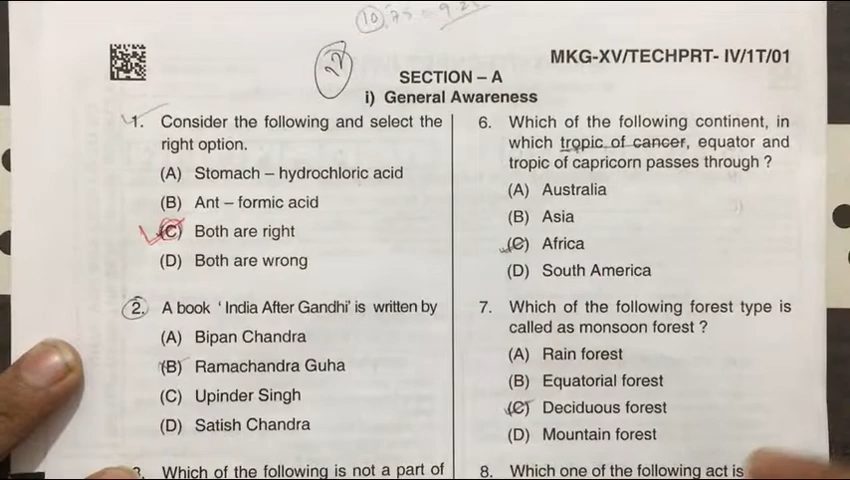 10.75 = 9.25
22
MKG-XV/TECHPRT- IV/1T/01
SECTION – A
i) General Awareness
1. Consider the following and select the
right option.
(A) Stomach – hydrochloric acid
(B) Ant – formic acid
(C) Both are right
(D) Both are wrong
2. A book ‘ India After Gandhi’ is written by
(A) Bipan Chandra
(B) Ramachandra Guha
(C) Upinder Singh
(D) Satish Chandra
3. Which of the following is not a part of
6. Which of the following continent, in
which tropic of cancer, equator and
tropic of capricorn passes through ?
(A) Australia
(B) Asia
(C) Africa
(D) South America
7. Which of the following forest type is
called as monsoon forest ?
(A) Rain forest
(B) Equatorial forest
(C) Deciduous forest
(D) Mountain forest
8. Which one of the following act is